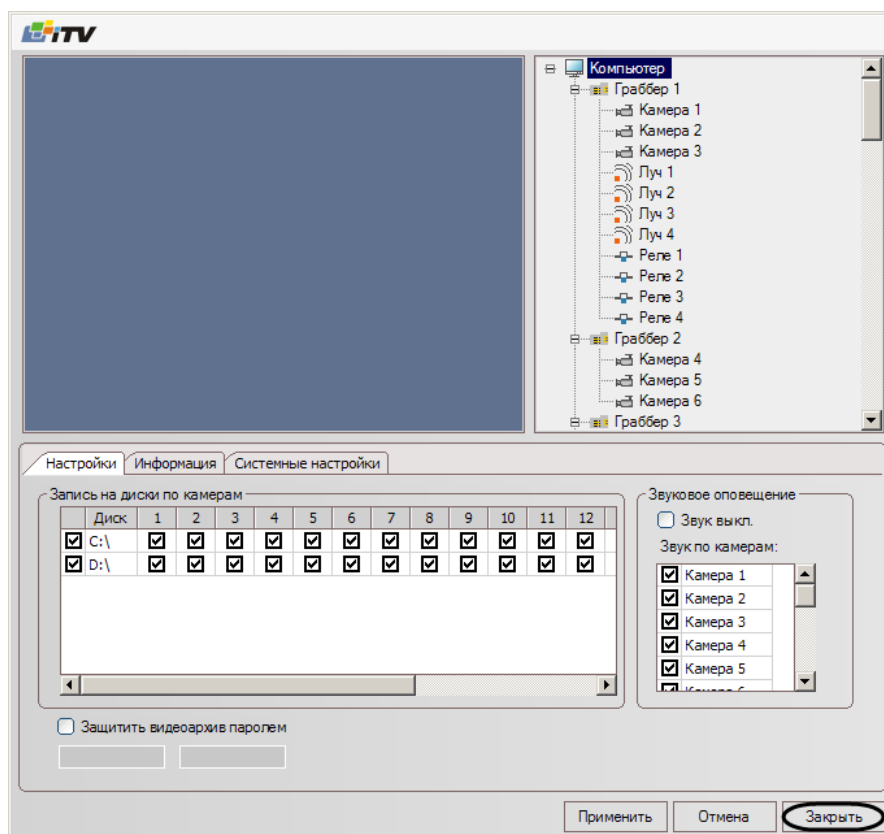 iTV
Компьютер
Граббер 1
Камера 1
Камера 2
Камера 3
Луч 1
Луч 2
Луч 3
Луч 4
Реле 1
Реле 2
Реле 3
Реле 4
Граббер 2
Камера 4
Камера 5
Камера 6
Граббер 3
Настройки Информация Системные настройки
Запись на диски по камерам
Диск 1 2 3 4 5 6 7 8 9 10 11 12
C:\
D:\
Звуковое оповещение
Звук выкл.
Звук по камерам:
Камера 1
Камера 2
Камера 3
Камера 4
Камера 5
Камера 6
Защитить видеоархив паролем
Применить Отмена Закрыть